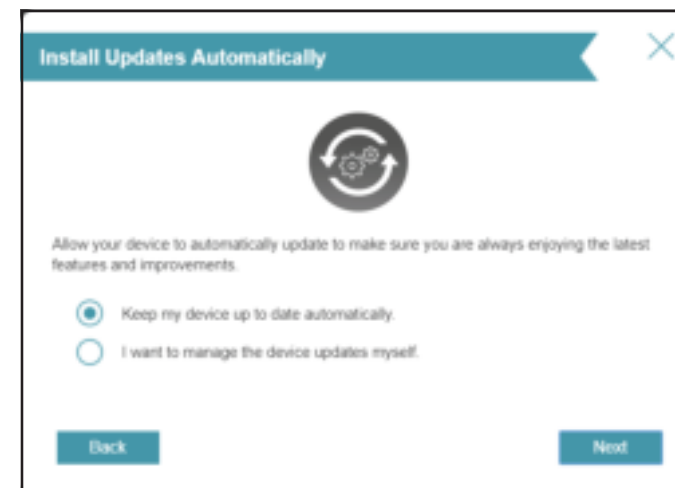 Install Updates Automatically
Allow your device to automatically update to make sure you are always enjoying the latest
features and improvements.
Keep my device up to date automatically.
I want to manage the device updates myself.
Back
Next